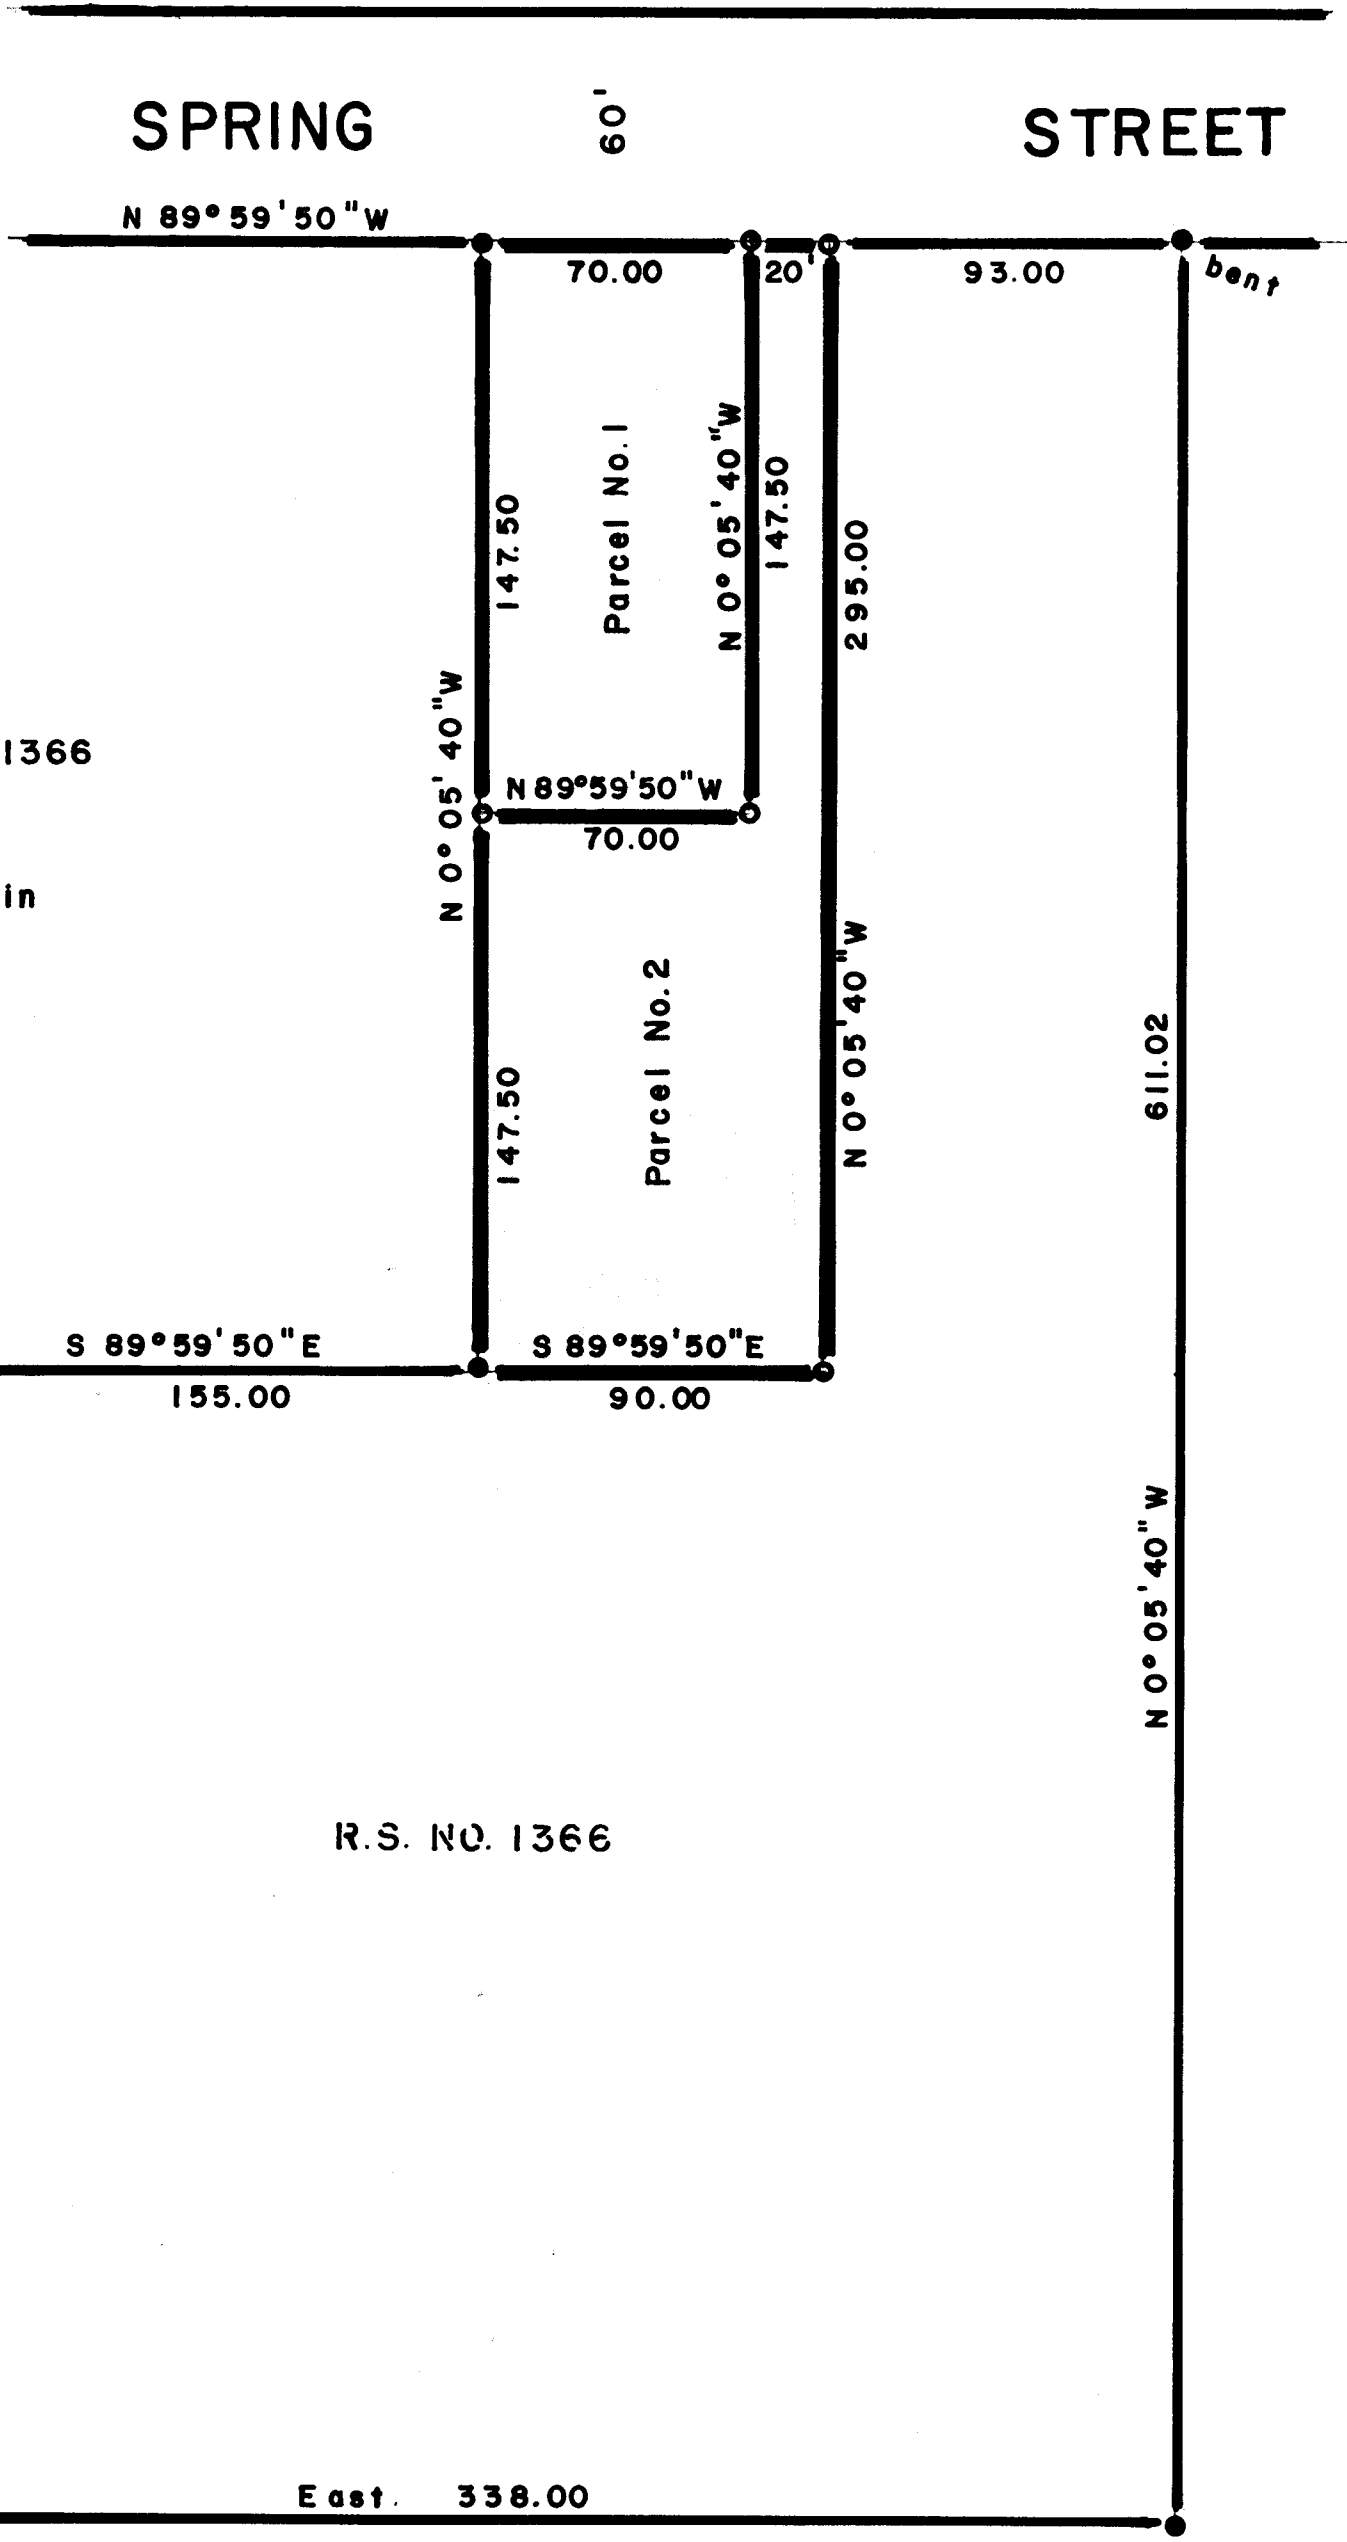 SPRING 60' STREET
N 89° 59' 50" W
70.00
20'
93.00
bent
Parcel No. 1
N 0° 05' 40" W
147.50
147.50
295.00
N 0° 05' 40" W
1366
N 89° 59' 50" W
70.00
in
Parcel No. 2
N 0° 05' 40" W
147.50
611.02
S 89° 59' 50" E
155.00
S 89° 59' 50" E
90.00
N 0° 05' 40" W
R.S. NO. 1366
East. 338.00